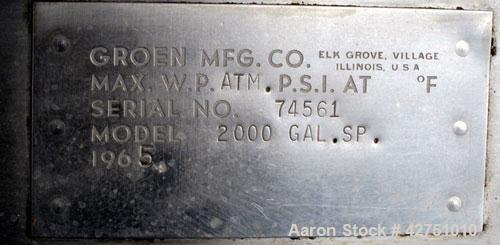 GROEN MFG. CO. ELK GROVE, VILLAGE
ILLINOIS, U.S.A
MAX. W.P. ATM. P.S.I. AT °F
SERIAL NO. 74561
MODEL 2000 GAL. SP.
1965
Aaron Stock # 42751010